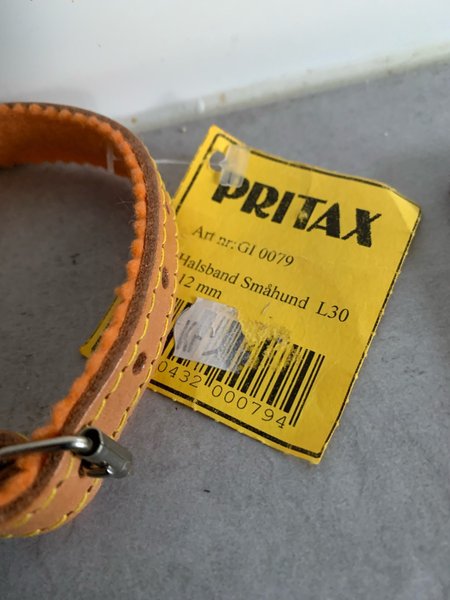 PRITAX
Art nr: GI 0079
Halsband Småhund L30
12 mm
0432 000794